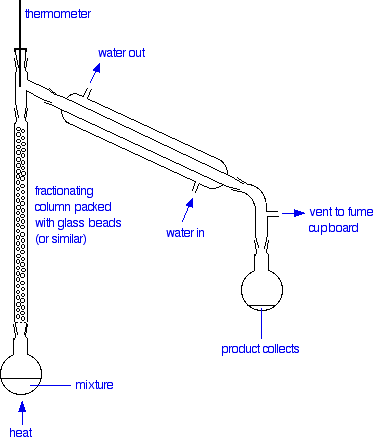 thermometer
water out
fractionating
column packed
with glass beads
(or similar)
water in
vent to fume
cupboard
product collects
mixture
heat